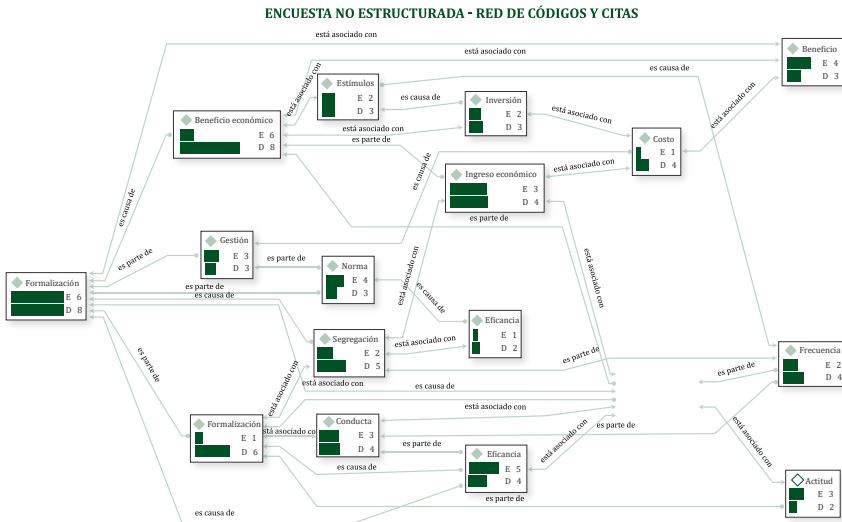 ENCUESTA NO ESTRUCTURADA - RED DE CÓDIGOS Y CITAS
está asociado con
está asociado con
Beneficio
E 4
D 3
es causa de
está asociado con
Estímulos
E 2
D 3
es causa de
Inversión
E 2
D 3
está asociado con
está asociado con
Beneficio económico
E 6
D 8
está asociado con
es parte de
Costo
E 1
D 4
es causa de
está asociado con
Ingreso económico
E 3
D 4
es causa de
es parte de
Gestión
E 3
D 3
es parte de
es parte de
Norma
E 4
D 3
está asociado con
está asociado con
Formalización
E 6
D 8
es parte de
es causa de
es causa de
Eficancia
E 1
D 2
Segregación
E 2
D 5
está asociado con
es parte de
Frecuencia
E 2
D 4
es parte de
es parte de
está asociado con
está asociado con
es causa de
está asociado con
Formalización
E 1
D 6
está asociado co
Conducta
E 3
D 4
es parte de
está asociado con
es parte de
está asociado con
Eficancia
E 5
D 4
es causa de
Actitud
E 3
D 2
es parte de
es causa de